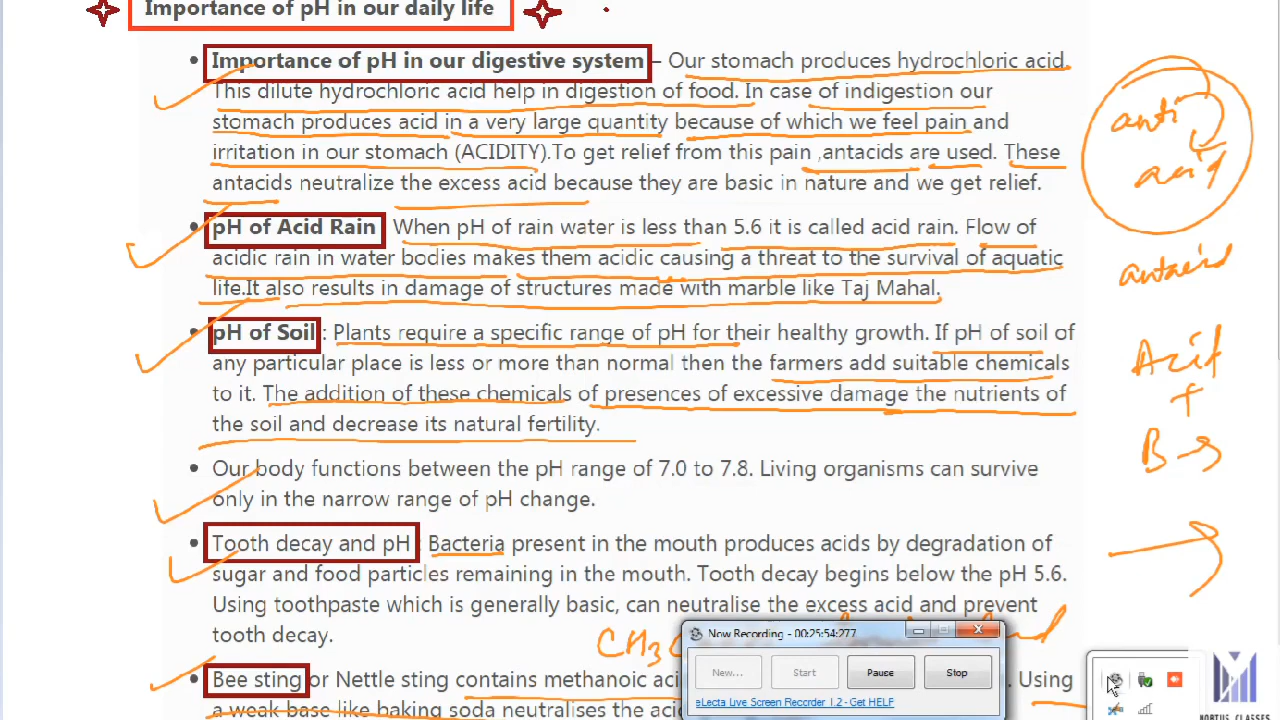 Importance of pH in our daily life
Importance of pH in our digestive system – Our stomach produces hydrochloric acid.
This dilute hydrochloric acid help in digestion of food. In case of indigestion our
stomach produces acid in a very large quantity because of which we feel pain and
irritation in our stomach (ACIDITY).To get relief from this pain ,antacids are used. These
antacids neutralize the excess acid because they are basic in nature and we get relief.
anti
acid
pH of Acid Rain When pH of rain water is less than 5.6 it is called acid rain. Flow of
acidic rain in water bodies makes them acidic causing a threat to the survival of aquatic
life.It also results in damage of structures made with marble like Taj Mahal.
antacid
pH of Soil : Plants require a specific range of pH for their healthy growth. If pH of soil of
any particular place is less or more than normal then the farmers add suitable chemicals
to it. The addition of these chemicals of presences of excessive damage the nutrients of
the soil and decrease its natural fertility.
Acid
+
B
Our body functions between the pH range of 7.0 to 7.8. Living organisms can survive
only in the narrow range of pH change.
Tooth decay and pH : Bacteria present in the mouth produces acids by degradation of
sugar and food particles remaining in the mouth. Tooth decay begins below the pH 5.6.
Using toothpaste which is generally basic, can neutralise the excess acid and prevent
tooth decay.
CH3
Now Recording - 00:25:54:277
New... Start Pause Stop
eLecta Live Screen Recorder 1.2 - Get HELP
Bee sting or Nettle sting contains methanoic Using
a weak base like baking soda neutralises the
CLASSES